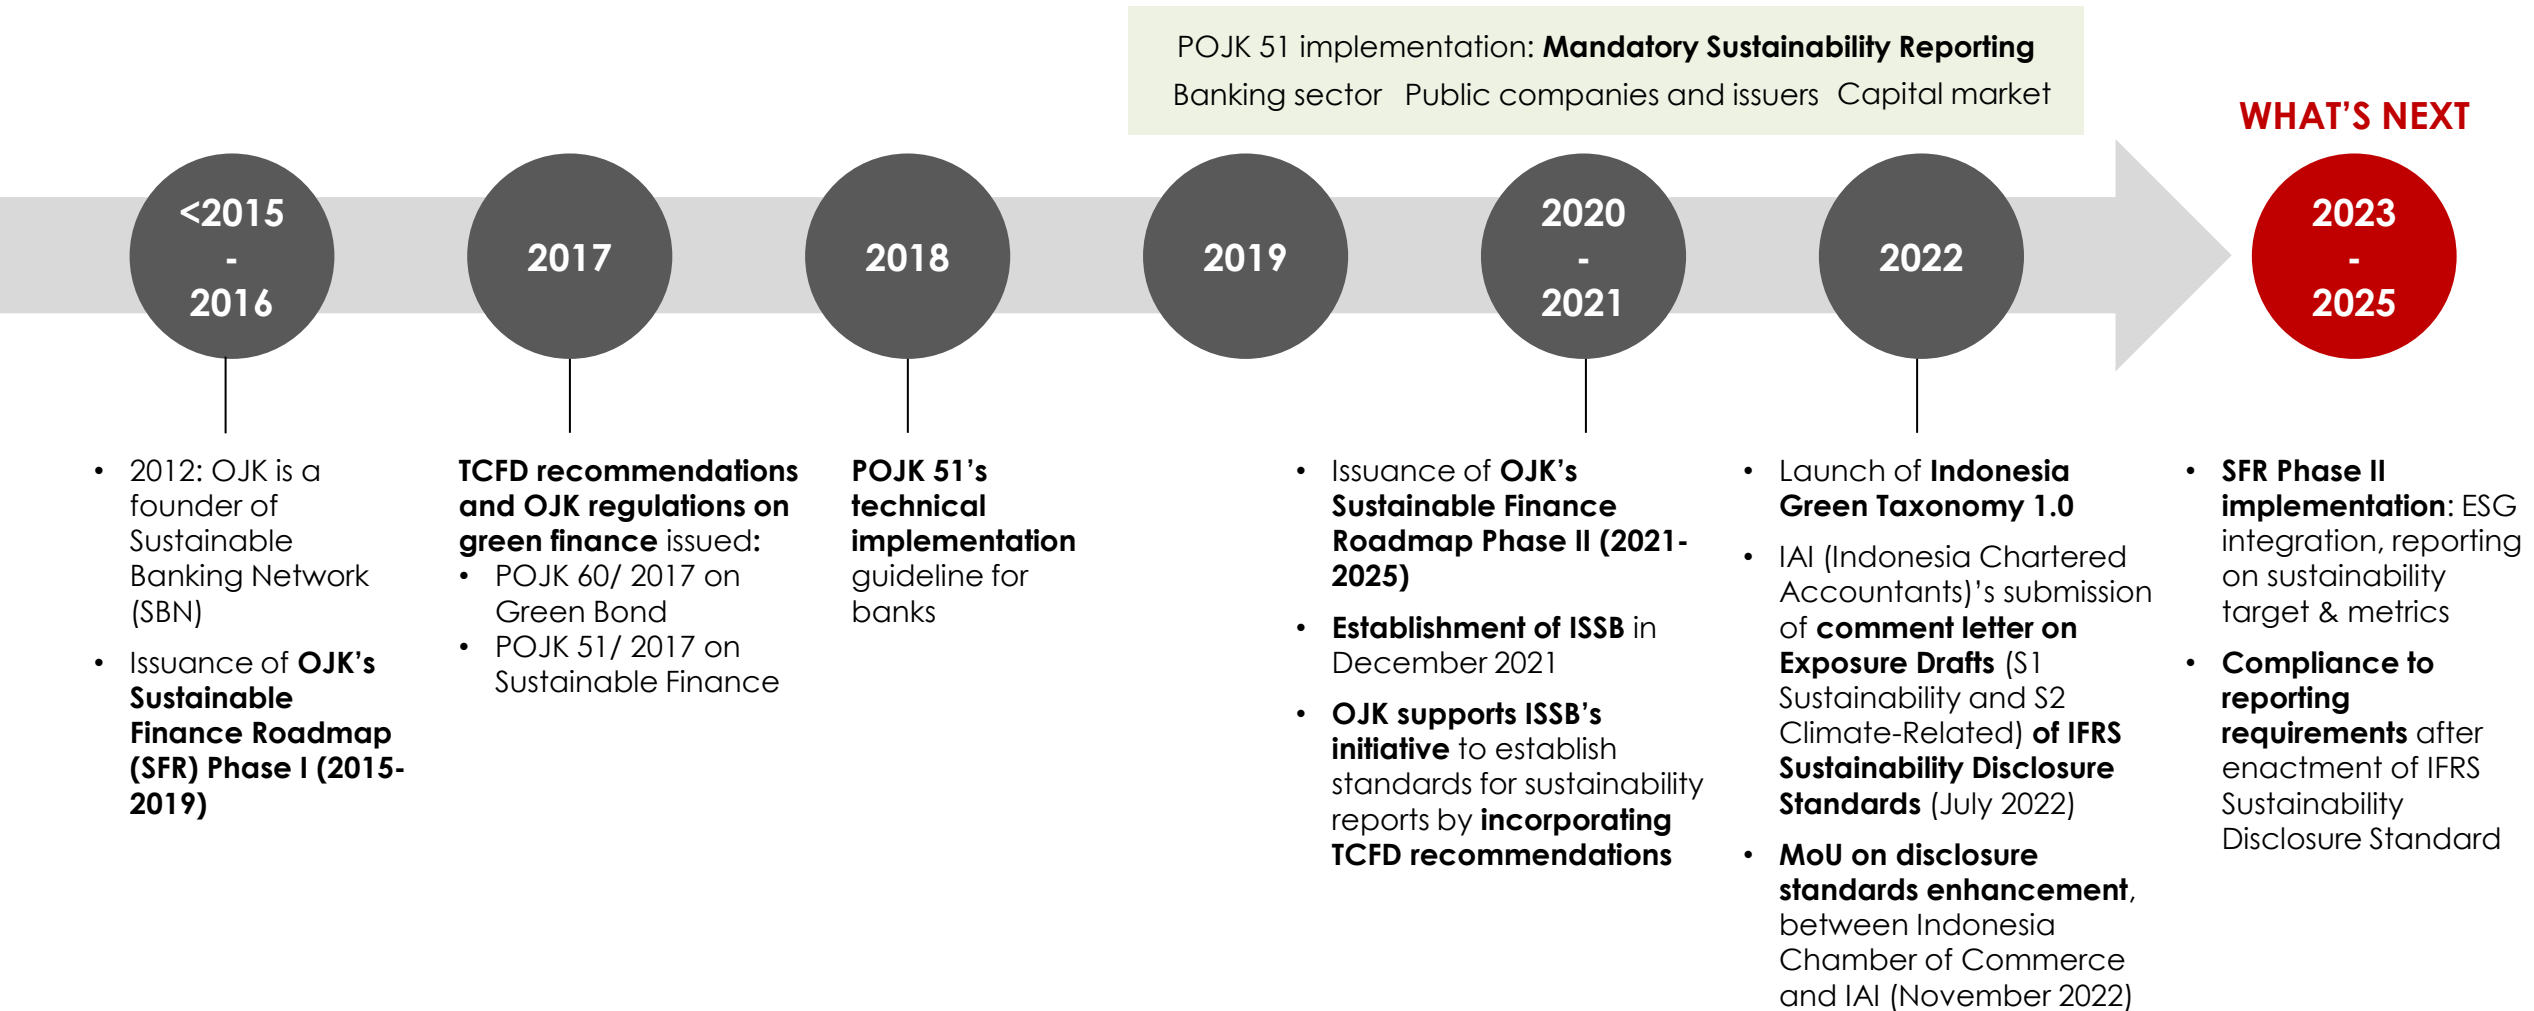 POJK 51 implementation: Mandatory Sustainability Reporting
Banking sector Public companies and issuers Capital market
WHAT'S NEXT
<2015
-
2016
2017
2018
2019
2020
-
2021
2022
2023
-
2025
• 2012: OJK is a
founder of
Sustainable
Banking Network
(SBN)
• Issuance of OJK's
Sustainable
Finance Roadmap
(SFR) Phase I (2015-
2019)
TCFD recommendations
and OJK regulations on
green finance issued:
• POJK 60/ 2017 on
Green Bond
• POJK 51/ 2017 on
Sustainable Finance
POJK 51's
technical
implementation
guideline for
banks
• Issuance of OJK's
Sustainable Finance
Roadmap Phase II (2021-
2025)
• Establishment of ISSB in
December 2021
• OJK supports ISSB's
initiative to establish
standards for sustainability
reports by incorporating
TCFD recommendations
• Launch of Indonesia
Green Taxonomy 1.0
• IAI (Indonesia Chartered
Accountants)'s submission
of comment letter on
Exposure Drafts (S1
Sustainability and S2
Climate-Related) of IFRS
Sustainability Disclosure
Standards (July 2022)
• MoU on disclosure
standards enhancement,
between Indonesia
Chamber of Commerce
and IAI (November 2022)
• SFR Phase II
implementation: ESG
integration, reporting
on sustainability
target & metrics
• Compliance to
reporting
requirements after
enactment of IFRS
Sustainability
Disclosure Standard